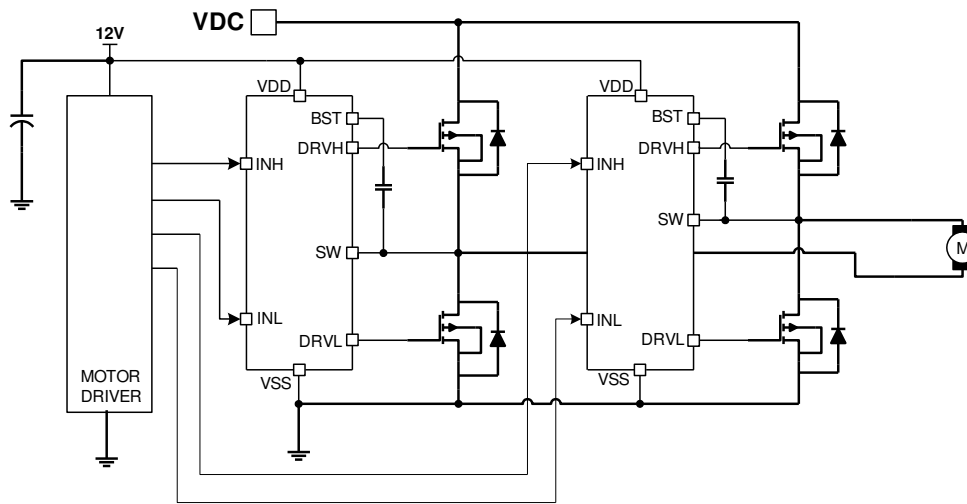 VDC
12V
VDD
VDD
BST
BST
DRVH
DRVH
INH
INH
SW
SW
INL
INL
DRVL
DRVL
VSS
VSS
MOTOR
DRIVER
M